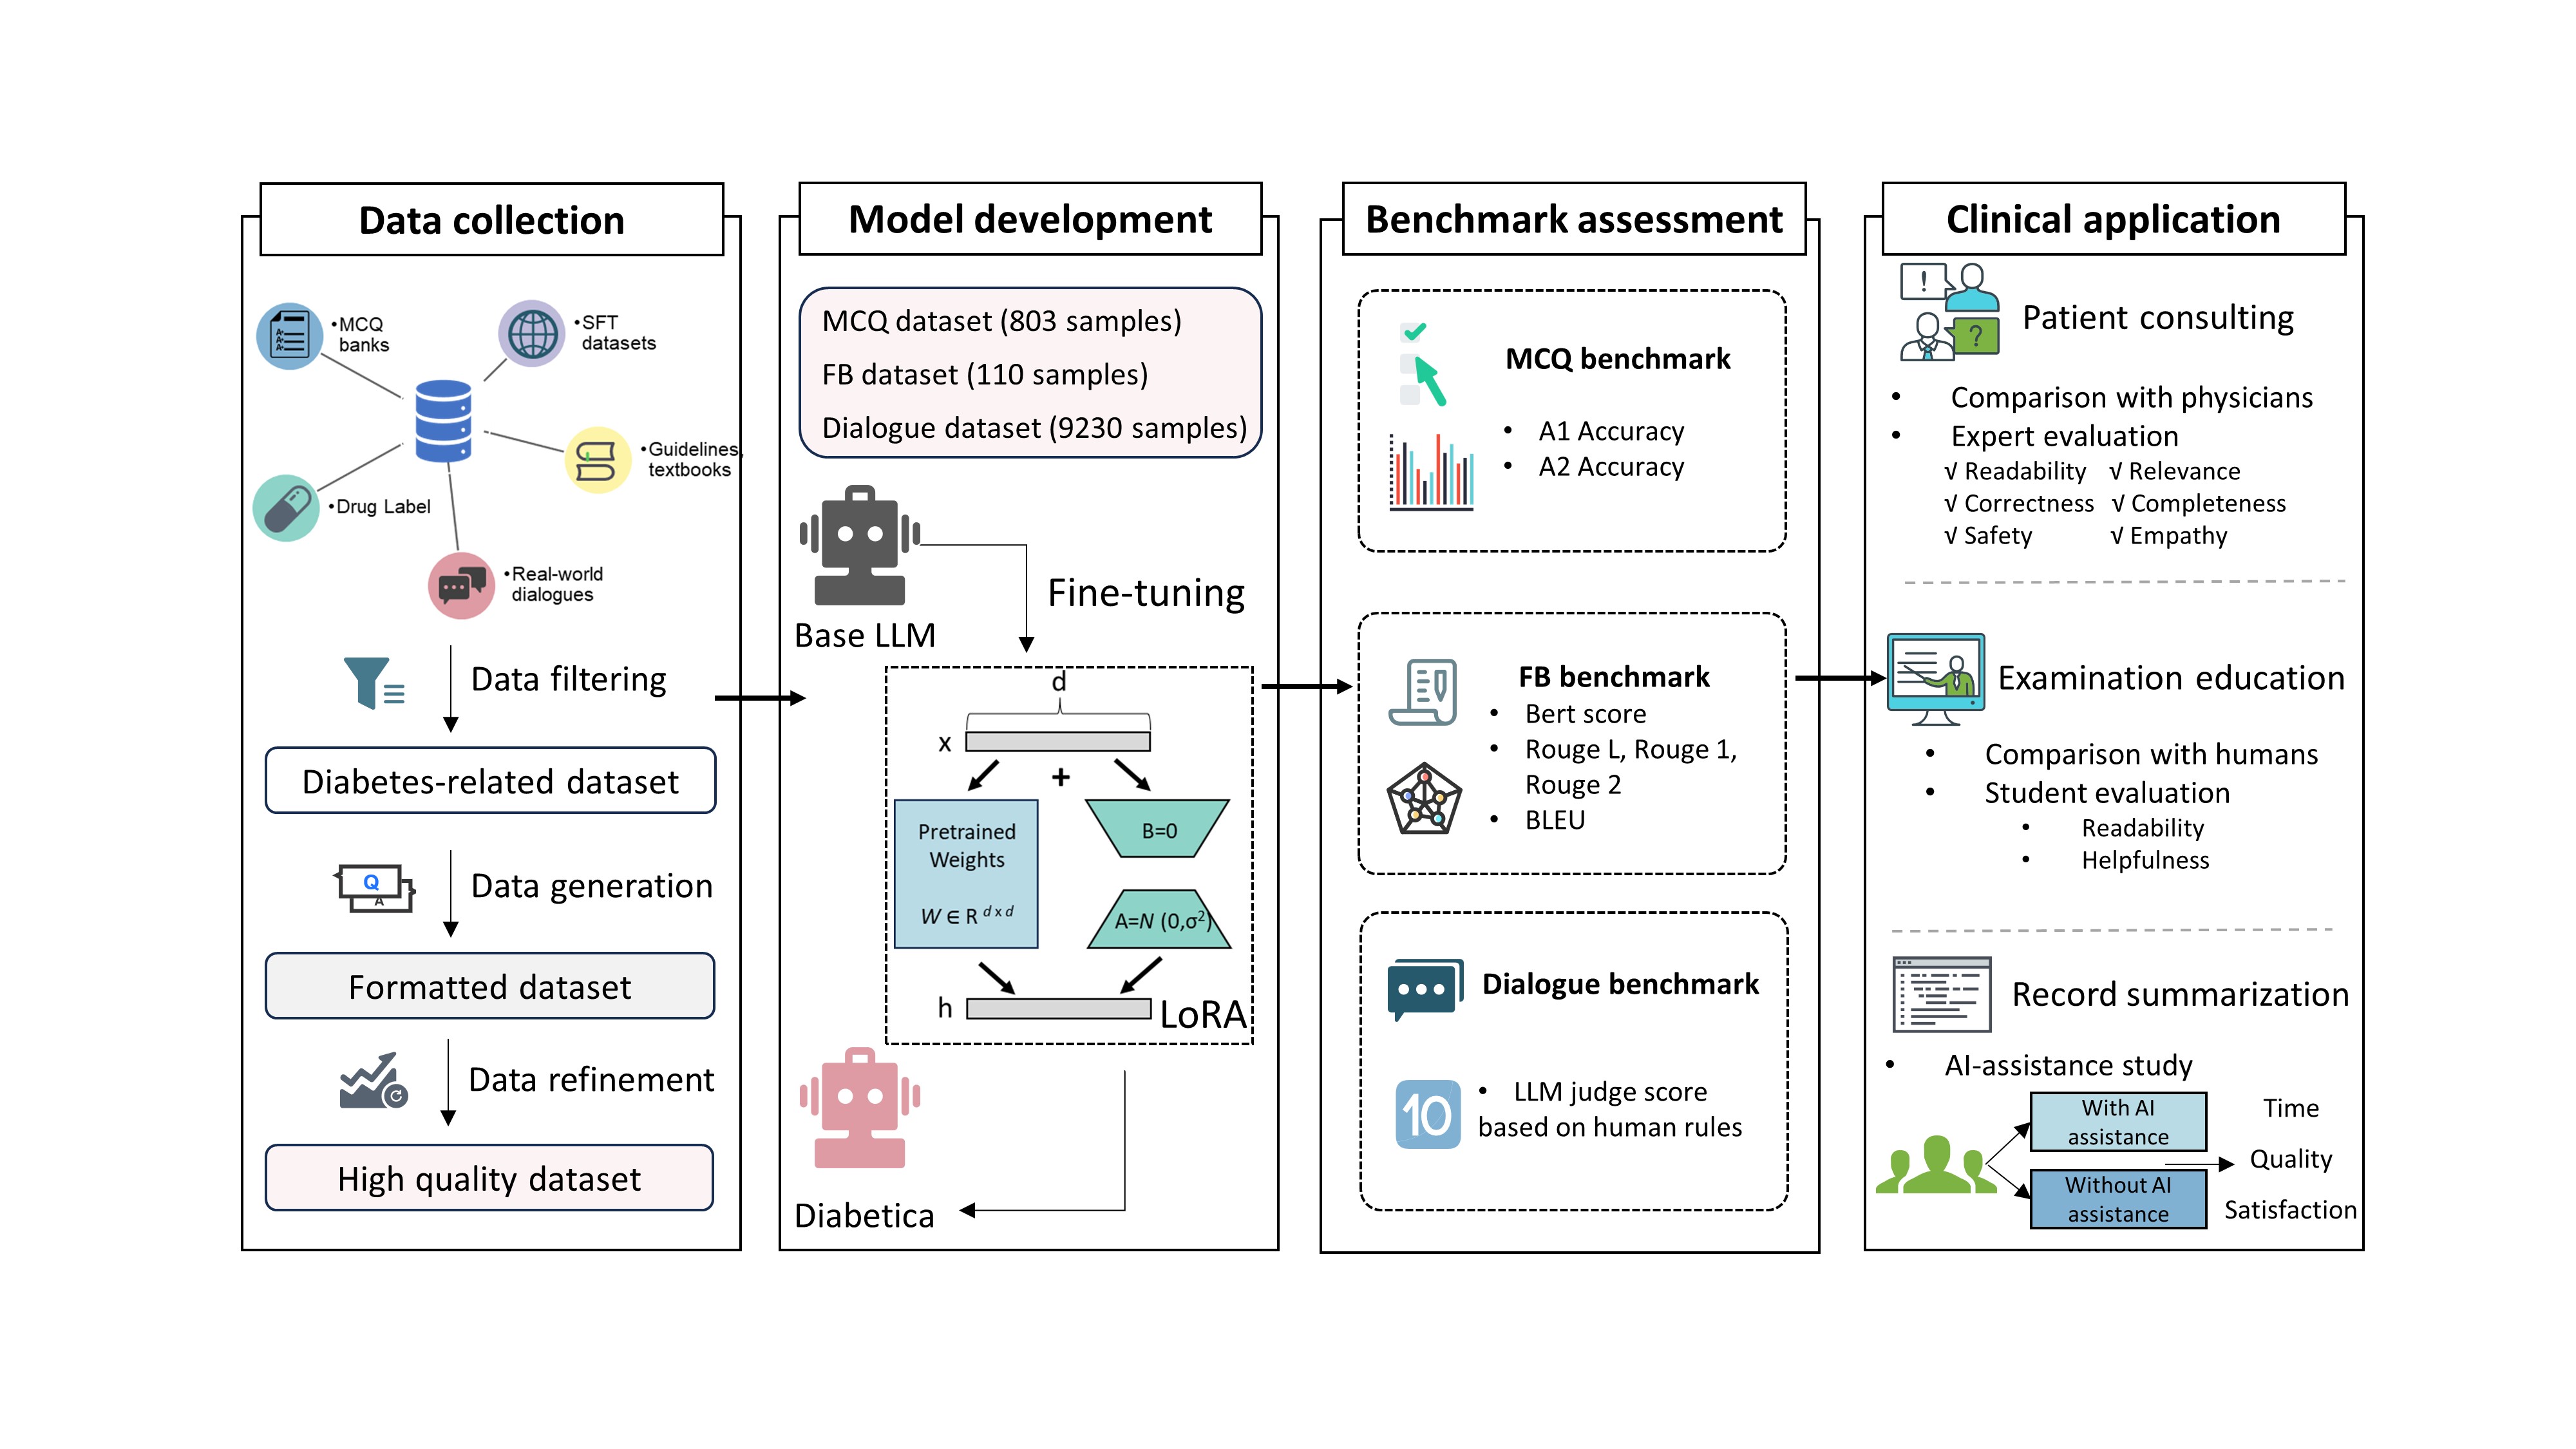 Data collection
•MCQ
banks
•SFT
datasets
•Guidelines,
textbooks
•Drug Label
•Real-world
dialogues
Data filtering
Diabetes-related dataset
Q
A
Data generation
Formatted dataset
Data refinement
High quality dataset
Model development
MCQ dataset (803 samples)
FB dataset (110 samples)
Dialogue dataset (9230 samples)
Base LLM
Fine-tuning
d
x
+
Pretrained
Weights
W ∈ R d x d
B=0
A=N (0,σ²)
h
LoRA
Diabetica
Benchmark assessment
MCQ benchmark
• A1 Accuracy
• A2 Accuracy
FB benchmark
• Bert score
• Rouge L, Rouge 1,
Rouge 2
• BLEU
Dialogue benchmark
10
• LLM judge score
based on human rules
Clinical application
!
?
Patient consulting
• Comparison with physicians
• Expert evaluation
√ Readability √ Relevance
√ Correctness √ Completeness
√ Safety √ Empathy
Examination education
• Comparison with humans
• Student evaluation
• Readability
• Helpfulness
Record summarization
• AI-assistance study
With AI
assistance
Without AI
assistance
Time
Quality
Satisfaction